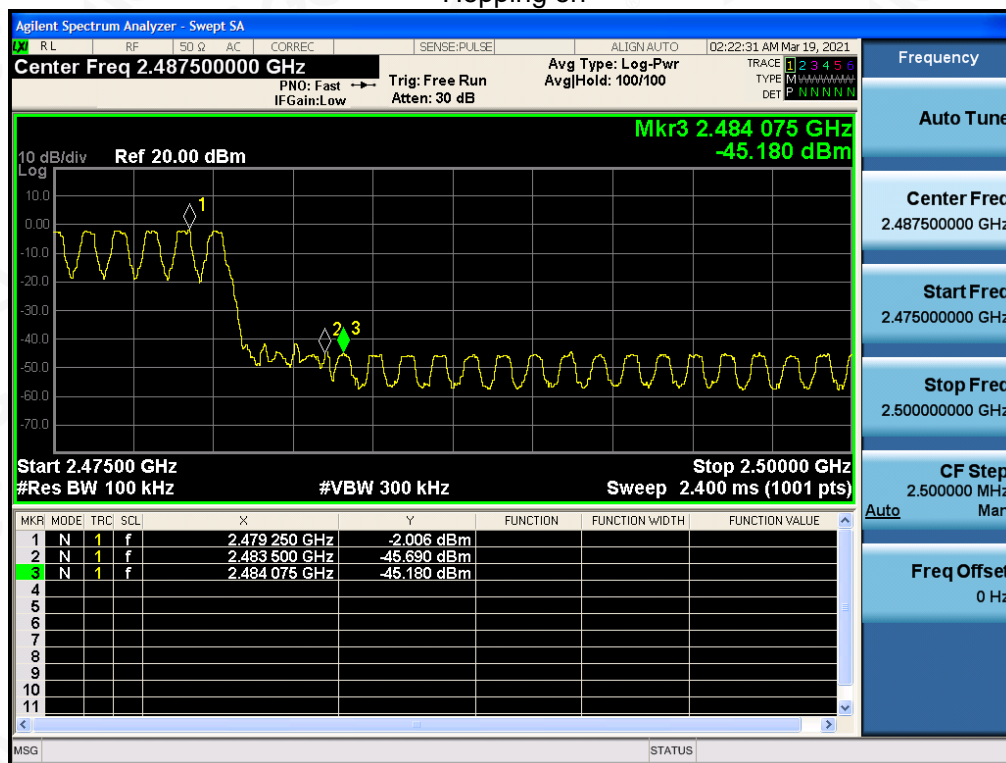 Hopping on
Agilent Spectrum Analyzer - Swept SA
LXI RL RF 50 Ω AC CORREC SENSE:PULSE ALIGN AUTO 02:22:31 AM Mar 19, 2021
Center Freq 2.487500000 GHz
PNO: Fast
IFGain:Low
Trig: Free Run
Atten: 30 dB
Avg Type: Log-Pwr
Avg|Hold: 100/100
TRACE 1 2 3 4 5 6
TYPE MWWWWW
DET P N N N N N
Mkr3 2.484 075 GHz
-45.180 dBm
10 dB/div Ref 20.00 dBm
Log
10.0
0.00
-10.0
-20.0
-30.0
-40.0
-50.0
-60.0
-70.0
1
2
3
Start 2.47500 GHz Stop 2.50000 GHz
#Res BW 100 kHz #VBW 300 kHz Sweep 2.400 ms (1001 pts)
MKR MODE TRC SCL X Y FUNCTION FUNCTION WIDTH FUNCTION VALUE
1 N 1 f 2.479 250 GHz -2.006 dBm
2 N 1 f 2.483 500 GHz -45.690 dBm
3 N 1 f 2.484 075 GHz -45.180 dBm
4
5
6
7
8
9
10
11
MSG STATUS
Frequency
Auto Tune
Center Freq
2.487500000 GHz
Start Freq
2.475000000 GHz
Stop Freq
2.500000000 GHz
CF Step
2.500000 MHz
Auto Man
Freq Offset
0 Hz